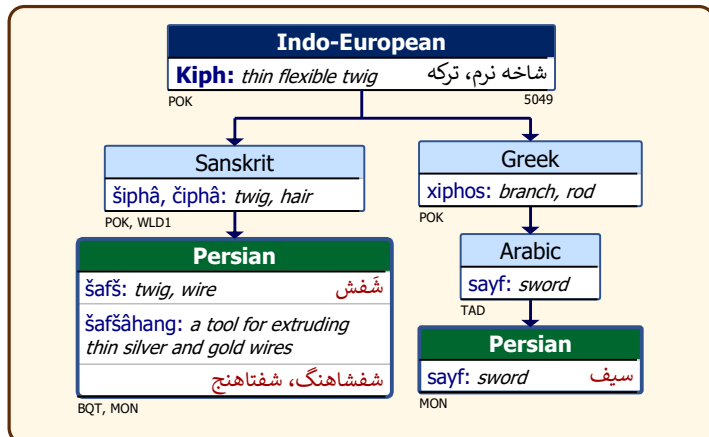 Indo-European
Kiph: thin flexible twig شاخه نرم، ترکه
POK 5049
Sanskrit
šiphâ, čiphâ: twig, hair
POK, WLD1
Persian
šafš: twig, wire شَفش
šafšâhang: a tool for extruding
thin silver and gold wires
شفشاهنگ، شفتاهنج
BQT, MON
Greek
xiphos: branch, rod
POK
Arabic
sayf: sword
TAD
Persian
sayf: sword سیف
MON